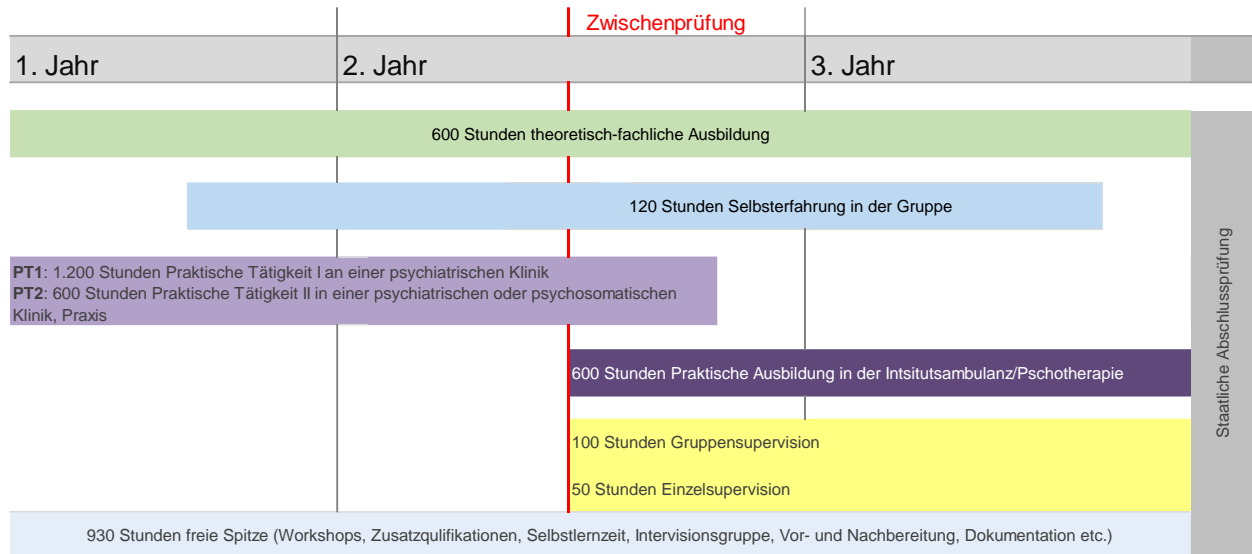 Zwischenprüfung
1. Jahr
2. Jahr
3. Jahr
600 Stunden theoretisch-fachliche Ausbildung
120 Stunden Selbsterfahrung in der Gruppe
PT1: 1.200 Stunden Praktische Tätigkeit I an einer psychiatrischen Klinik
PT2: 600 Stunden Praktische Tätigkeit II in einer psychiatrischen oder psychosomatischen
Klinik, Praxis
600 Stunden Praktische Ausbildung in der Intsitutsambulanz/Pschotherapie
100 Stunden Gruppensupervision
50 Stunden Einzelsupervision
930 Stunden freie Spitze (Workshops, Zusatzqulifikationen, Selbstlernzeit, Intervisionsgruppe, Vor- und Nachbereitung, Dokumentation etc.)
Staatliche Abschlussprüfung